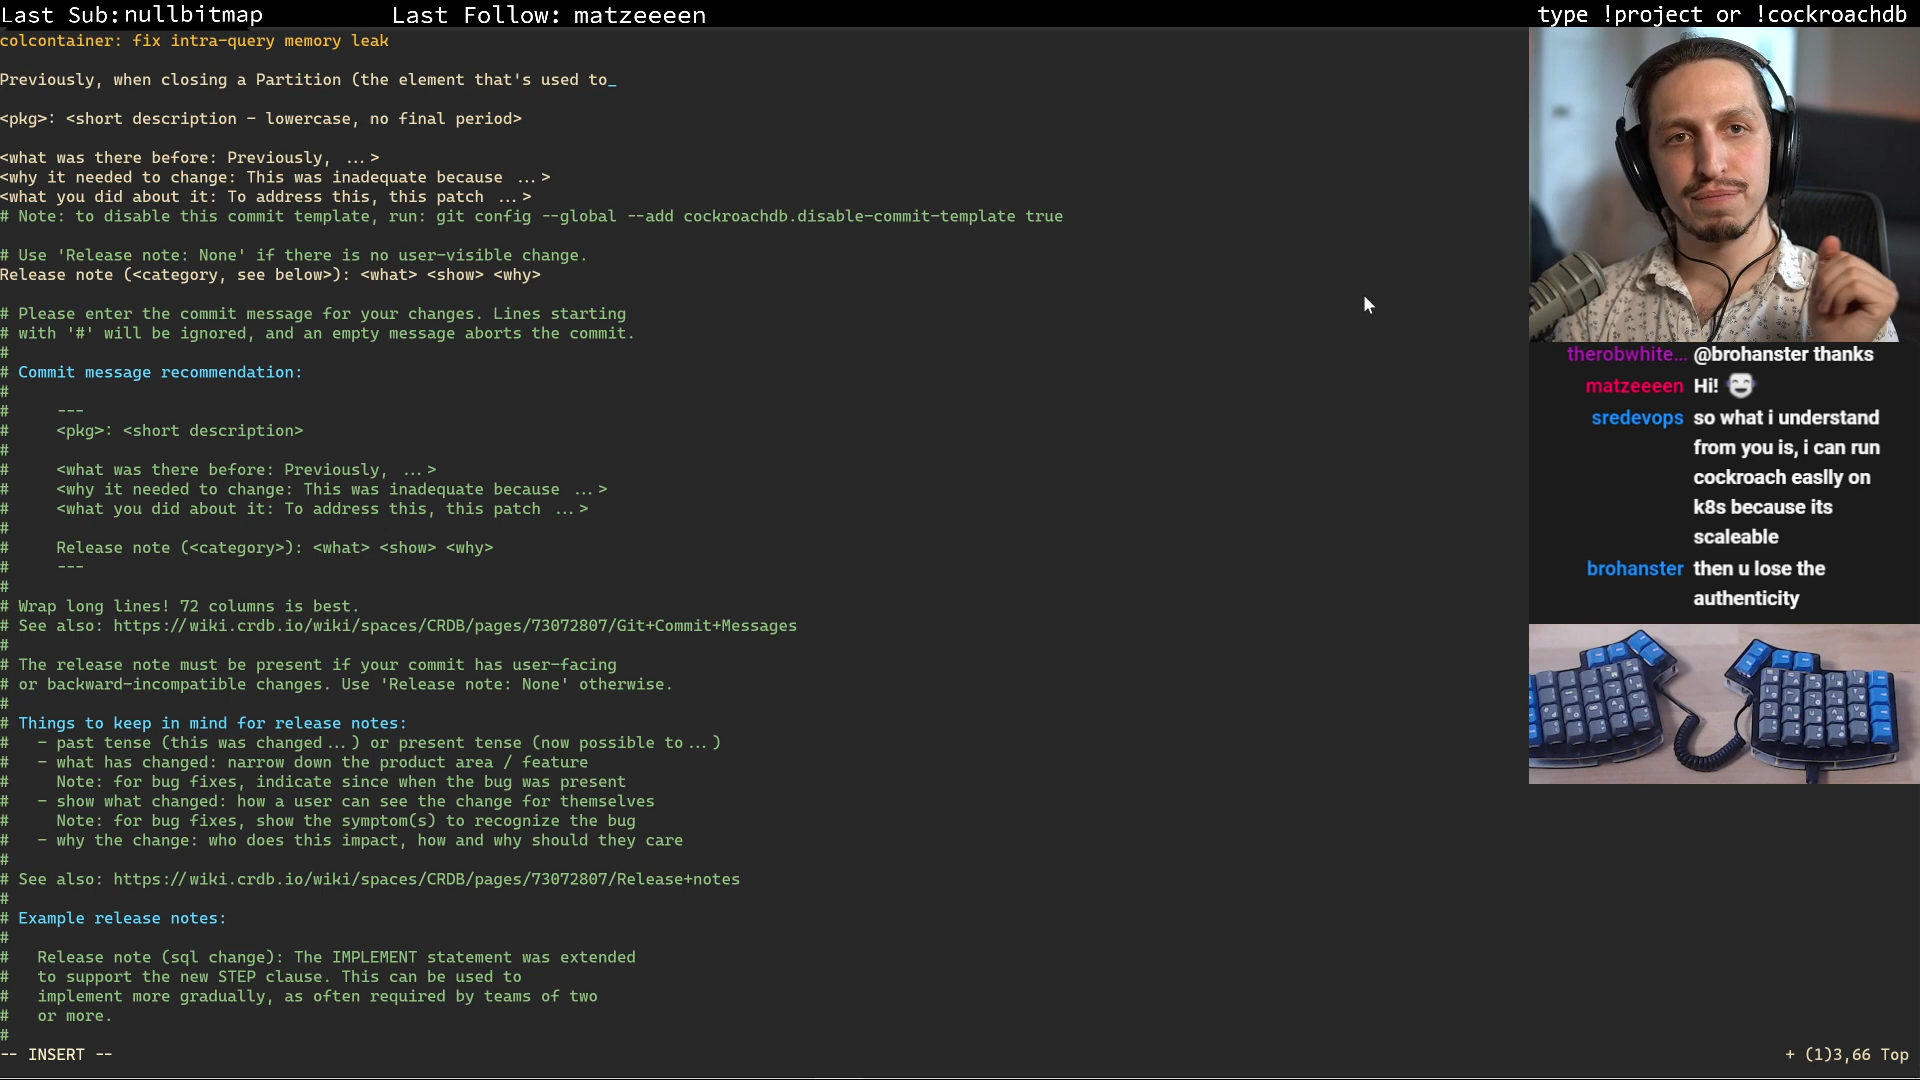 Last Sub:nullbitmap
Last Follow: matzeeeen
type !project or !cockroachdb
colcontainer: fix intra-query memory leak
Previously, when closing a Partition (the element that's used to_
<pkg>: <short description - lowercase, no final period>
<what was there before: Previously, ...>
<why it needed to change: This was inadequate because ...>
<what you did about it: To address this, this patch ...>
# Note: to disable this commit template, run: git config --global --add cockroachdb.disable-commit-template true
# Use 'Release note: None' if there is no user-visible change.
Release note (<category, see below>): <what> <show> <why>
# Please enter the commit message for your changes. Lines starting
# with '#' will be ignored, and an empty message aborts the commit.
#
# Commit message recommendation:
#
#     ---
#     <pkg>: <short description>
#
#     <what was there before: Previously, ...>
#     <why it needed to change: This was inadequate because ...>
#     <what you did about it: To address this, this patch ...>
#
#     Release note (<category>): <what> <show> <why>
#     ---
#
# Wrap long lines! 72 columns is best.
# See also: https://wiki.crdb.io/wiki/spaces/CRDB/pages/73072807/Git+Commit+Messages
#
# The release note must be present if your commit has user-facing
# or backward-incompatible changes. Use 'Release note: None' otherwise.
#
# Things to keep in mind for release notes:
#   - past tense (this was changed...) or present tense (now possible to...)
#   - what has changed: narrow down the product area / feature
#     Note: for bug fixes, indicate since when the bug was present
#   - show what changed: how a user can see the change for themselves
#     Note: for bug fixes, show the symptom(s) to recognize the bug
#   - why the change: who does this impact, how and why should they care
#
# See also: https://wiki.crdb.io/wiki/spaces/CRDB/pages/73072807/Release+notes
#
# Example release notes:
#
#   Release note (sql change): The IMPLEMENT statement was extended
#   to support the new STEP clause. This can be used to
#   implement more gradually, as often required by teams of two
#   or more.
#
-- INSERT --
+ (1)3,66 Top
therobwhite... @brohanster thanks
matzeeeen Hi!
sredevops so what i understand
from you is, i can run
cockroach easlly on
k8s because its
scaleable
brohanster then u lose the
authenticity